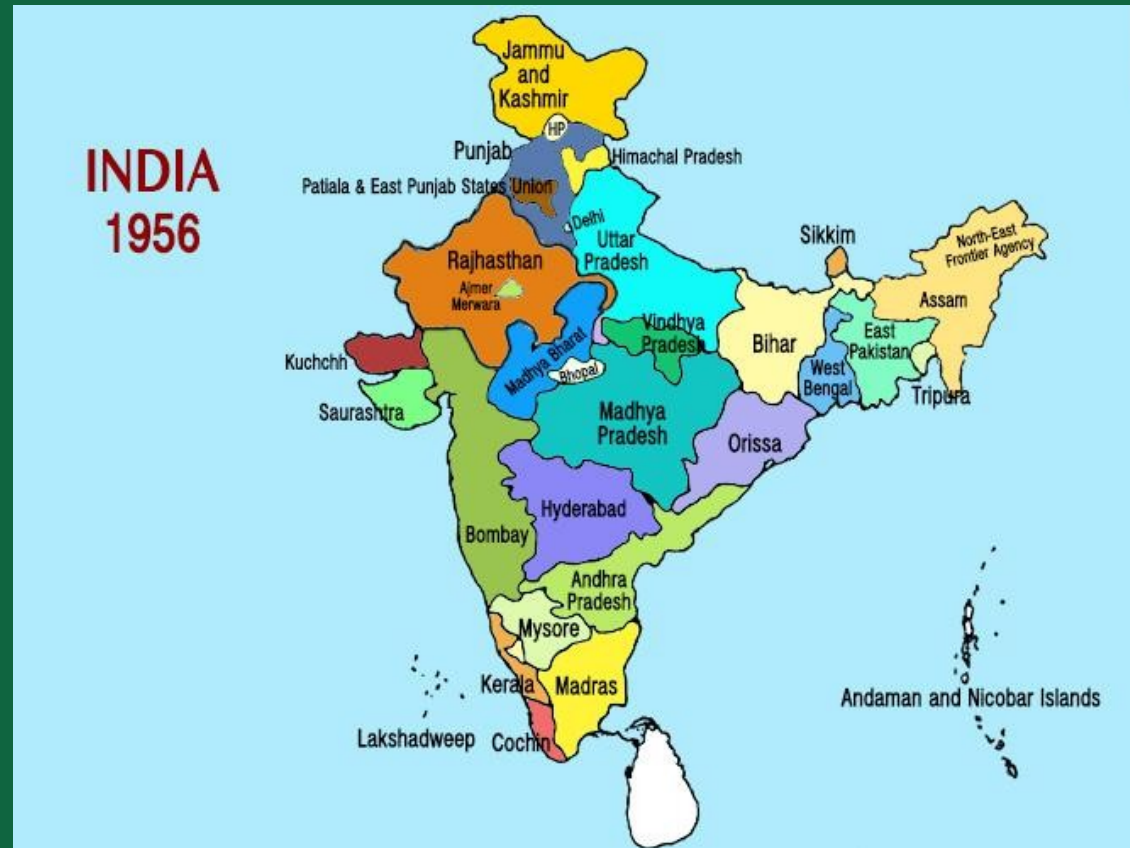 INDIA
1956
Jammu
and
Kashmir
HP
Punjab
Himachal Pradesh
Patiala & East Punjab States Union
Delhi
Uttar
Pradesh
Sikkim
North-East
Frontier Agency
Rajhasthan
Ajmer
Merwara
Assam
Kuchchh
Madhya Bharat
Vindhya
Pradesh
Bihar
East
Pakistan
Bhopal
West
Bengal
Tripura
Saurashtra
Madhya
Pradesh
Orissa
Hyderabad
Bombay
Andhra
Pradesh
Mysore
Kerala
Madras
Andaman and Nicobar Islands
Lakshadweep
Cochin